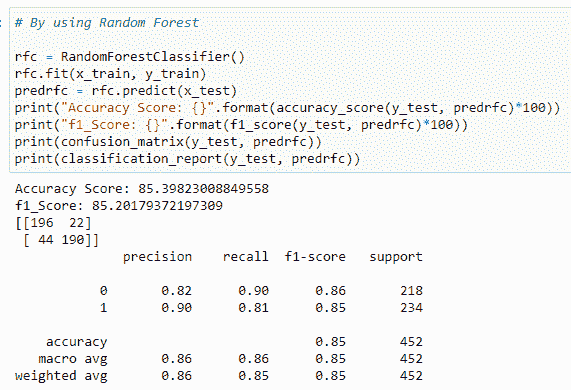 # By using Random Forest
rfc = RandomForestClassifier()
rfc.fit(x_train, y_train)
predrfc = rfc.predict(x_test)
print("Accuracy Score: {}".format(accuracy_score(y_test, predrfc)*100))
print("f1_Score: {}".format(f1_score(y_test, predrfc)*100))
print(confusion_matrix(y_test, predrfc))
print(classification_report(y_test, predrfc))
Accuracy Score: 85.39823008849558
f1_Score: 85.20179372197309
[[196  22]
 [ 44 190]]
              precision    recall  f1-score   support
           0       0.82      0.90      0.86       218
           1       0.90      0.81      0.85       234
    accuracy                           0.85       452
   macro avg       0.86      0.86      0.85       452
weighted avg       0.86      0.85      0.85       452